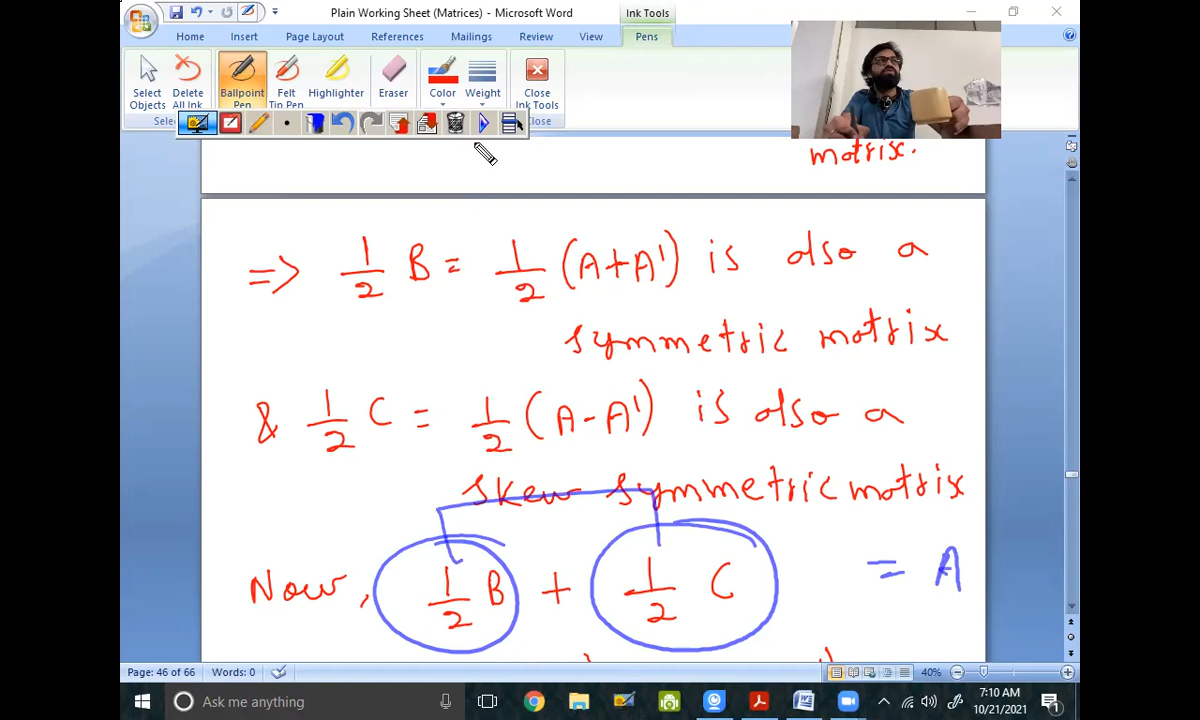 Plain Working Sheet (Matrices) - Microsoft Word
Ink Tools
Home Insert Page Layout References Mailings Review View Pens
Select Objects
Delete All Ink
Ballpoint Pen
Felt Tip Pen
Highlighter
Eraser
Color
Weight
Close Ink Tools
Selec
Close
matrix.
=> 1/2 B = 1/2 (A+A') is also a
symmetric matrix
& 1/2 C = 1/2 (A-A') is also a
skew symmetric matrix
Now, 1/2 B + 1/2 C = A
Page: 46 of 66 Words: 0 40%
Ask me anything
7:10 AM
10/21/2021
1